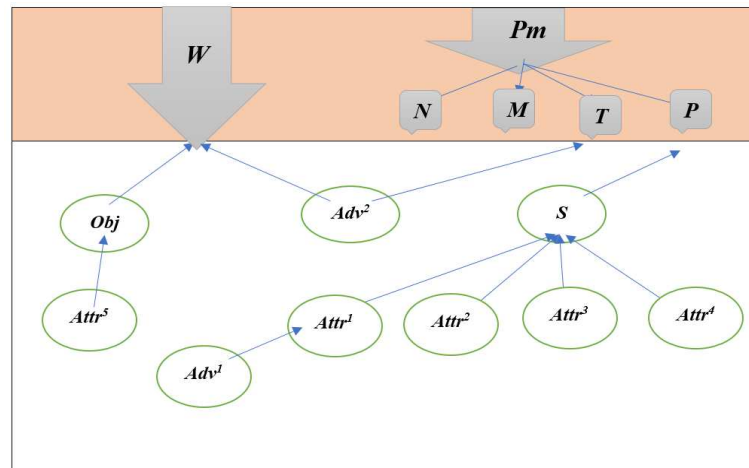 W
Pm
N
M
T
P
Obj
Adv²
S
Attr⁵
Attr¹
Attr²
Attr³
Attr⁴
Adv¹